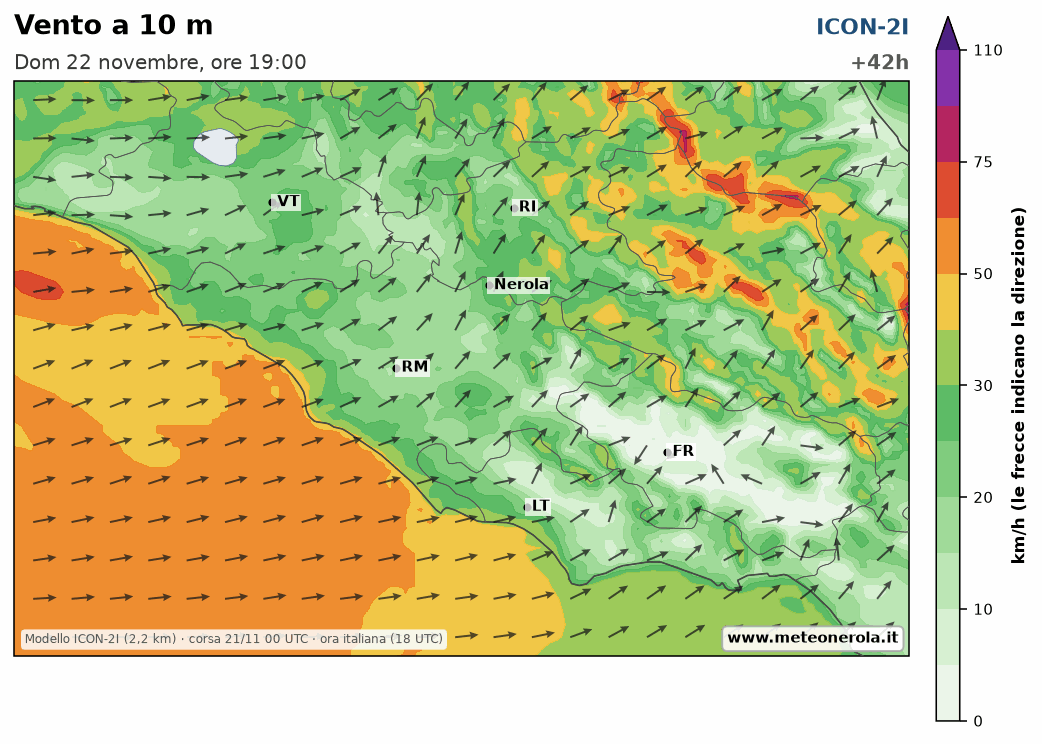 Vento a 10 m
ICON-2I
Dom 22 novembre, ore 19:00
+42h
110
75
50
30
20
10
0
km/h (le frecce indicano la direzione)
VT
RI
Nerola
RM
FR
LT
Modello ICON-2I (2,2 km) · corsa 21/11 00 UTC · ora italiana (18 UTC)
www.meteonerola.it